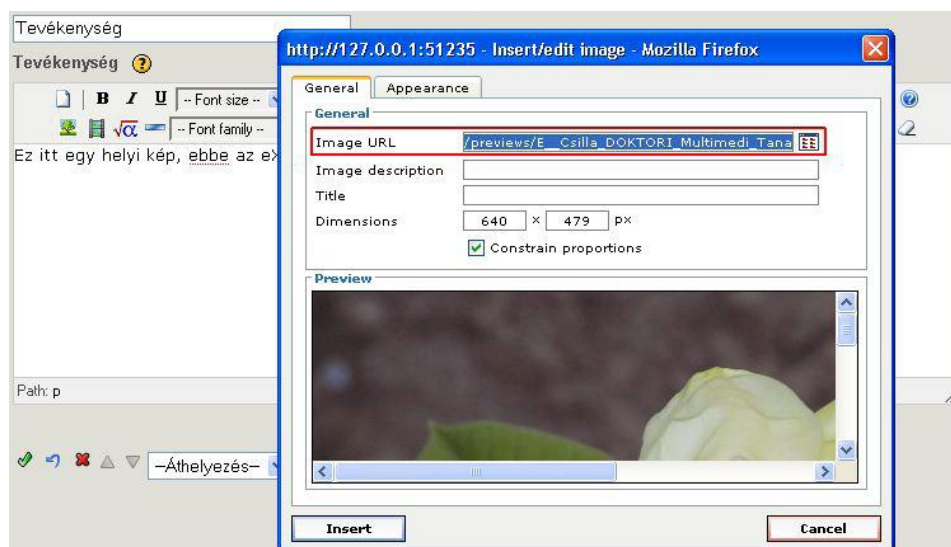 Tevékenység
Tevékenység
B I U -- Font size --
√α -- Font family --
Ez itt egy helyi kép, ebbe az eX
Path: p
–Áthelyezés–
http://127.0.0.1:51235 - Insert/edit image - Mozilla Firefox
General Appearance
General
Image URL /previews/E__Csilla_DOKTORI_Multimedi_Tana
Image description
Title
Dimensions 640 × 479 px
Constrain proportions
Preview
Insert Cancel